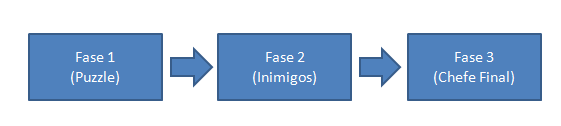 Fase 1
(Puzzle)
Fase 2
(Inimigos)
Fase 3
(Chefe Final)